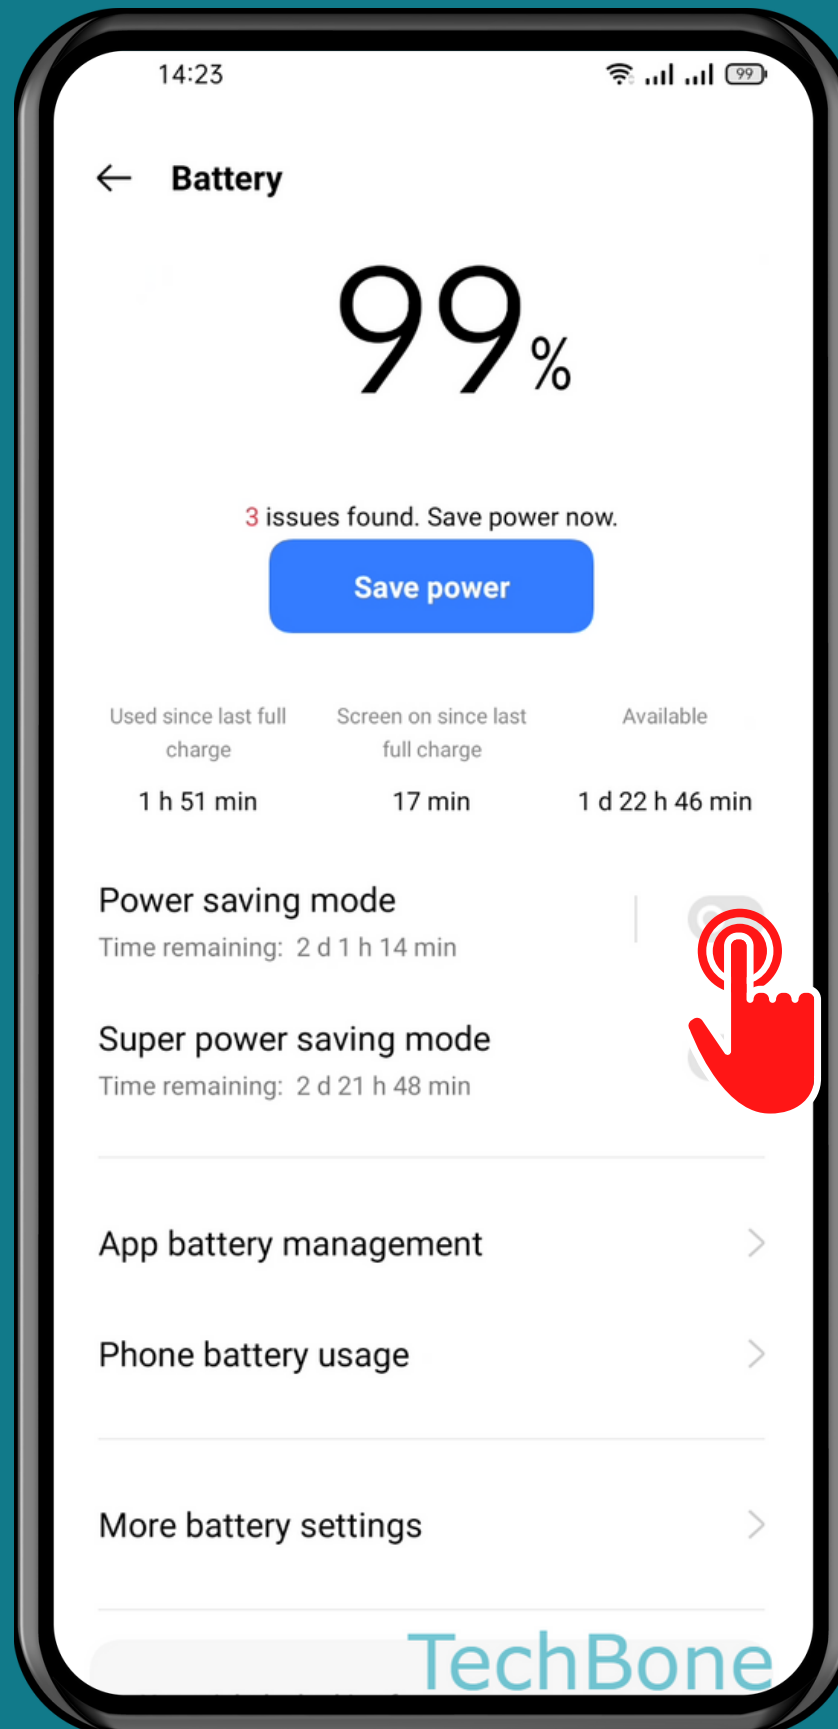 14:23
99
Battery
99%
3 issues found. Save power now.
Save power
Used since last full charge
Screen on since last full charge
Available
1 h 51 min
17 min
1 d 22 h 46 min
Power saving mode
Time remaining: 2 d 1 h 14 min
Super power saving mode
Time remaining: 2 d 21 h 48 min
App battery management
Phone battery usage
More battery settings
TechBone